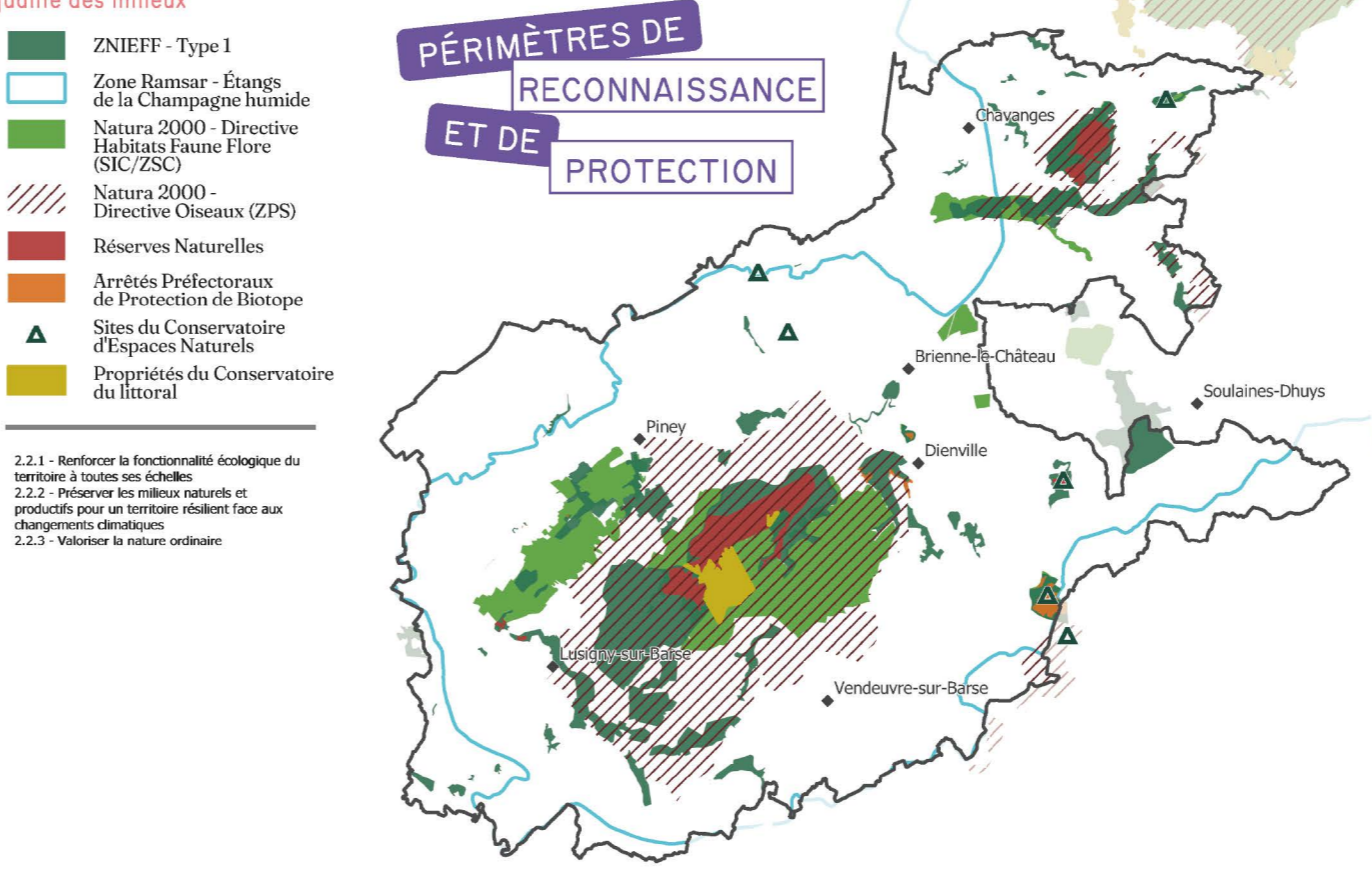 qualité des milieux
ZNIEFF - Type 1
Zone Ramsar - Étangs
de la Champagne humide
Natura 2000 - Directive
Habitats Faune Flore
(SIC/ZSC)
Natura 2000 -
Directive Oiseaux (ZPS)
Réserves Naturelles
Arrêtés Préfectoraux
de Protection de Biotope
Sites du Conservatoire
d'Espaces Naturels
Propriétés du Conservatoire
du littoral
2.2.1 - Renforcer la fonctionnalité écologique du
territoire à toutes ses échelles
2.2.2 - Préserver les milieux naturels et
productifs pour un territoire résilient face aux
changements climatiques
2.2.3 - Valoriser la nature ordinaire
PÉRIMÈTRES DE
RECONNAISSANCE
ET DE
PROTECTION
Chavanges
Brienne-le-Château
Soulaines-Dhuys
Piney
Dienville
Lusigny-sur-Barse
Vendeuvre-sur-Barse